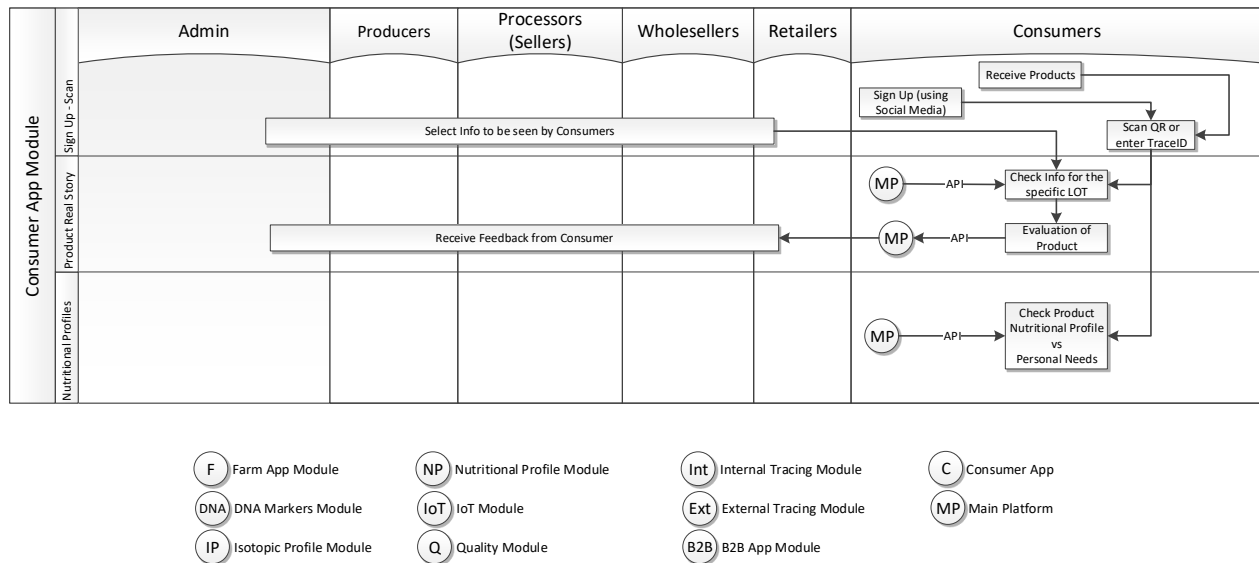 Admin
Producers
Processors
(Sellers)
Wholesellers
Retailers
Consumers
Consumer App Module
Sign Up - Scan
Receive Products
Sign Up (using
Social Media)
Scan QR or
enter TraceID
Select Info to be seen by Consumers
Product Real Story
MP
API
Check Info for the
specific LOT
Receive Feedback from Consumer
MP
API
Evaluation of
Product
Nutritional Profiles
MP
API
Check Product
Nutritional Profile
vs
Personal Needs
F Farm App Module
NP Nutritional Profile Module
Int Internal Tracing Module
C Consumer App
DNA DNA Markers Module
IoT IoT Module
Ext External Tracing Module
MP Main Platform
IP Isotopic Profile Module
Q Quality Module
B2B B2B App Module